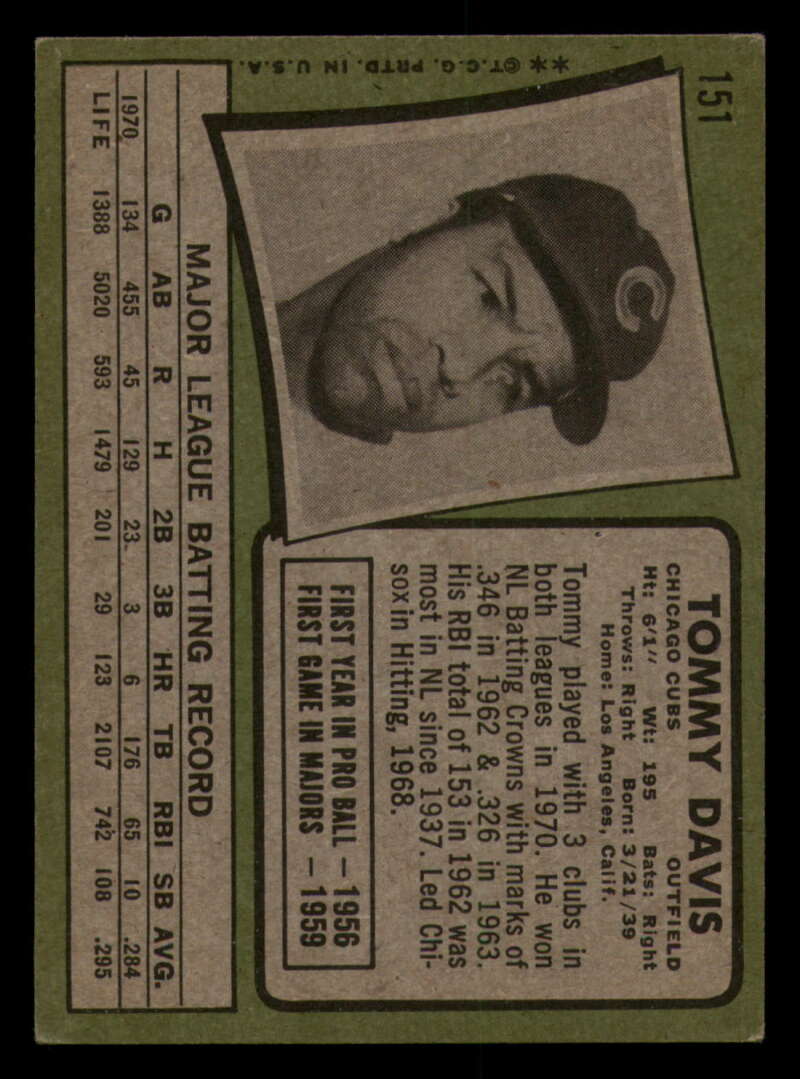 151
** ©T.C.G. PRTD. IN U.S.A.
C
TOMMY DAVIS
CHICAGO CUBS OUTFIELD
Ht: 6'1" Wt: 195 Bats: Right
Throws: Right Born: 3/21/39
Home: Los Angeles, Calif.
Tommy played with 3 clubs in
both leagues in 1970. He won
NL Batting Crowns with marks of
.346 in 1962 & .326 in 1963.
His RBI total of 153 in 1962 was
most in NL since 1937. Led Chi-
sox in Hitting, 1968.
FIRST YEAR IN PRO BALL — 1956
FIRST GAME IN MAJORS — 1959
MAJOR LEAGUE BATTING RECORD
G AB R H 2B 3B HR TB RBI SB AVG.
1970 134 455 45 129 23 3 6 176 65 10 .284
LIFE 1388 5020 593 1479 201 29 123 2107 742 108 .295